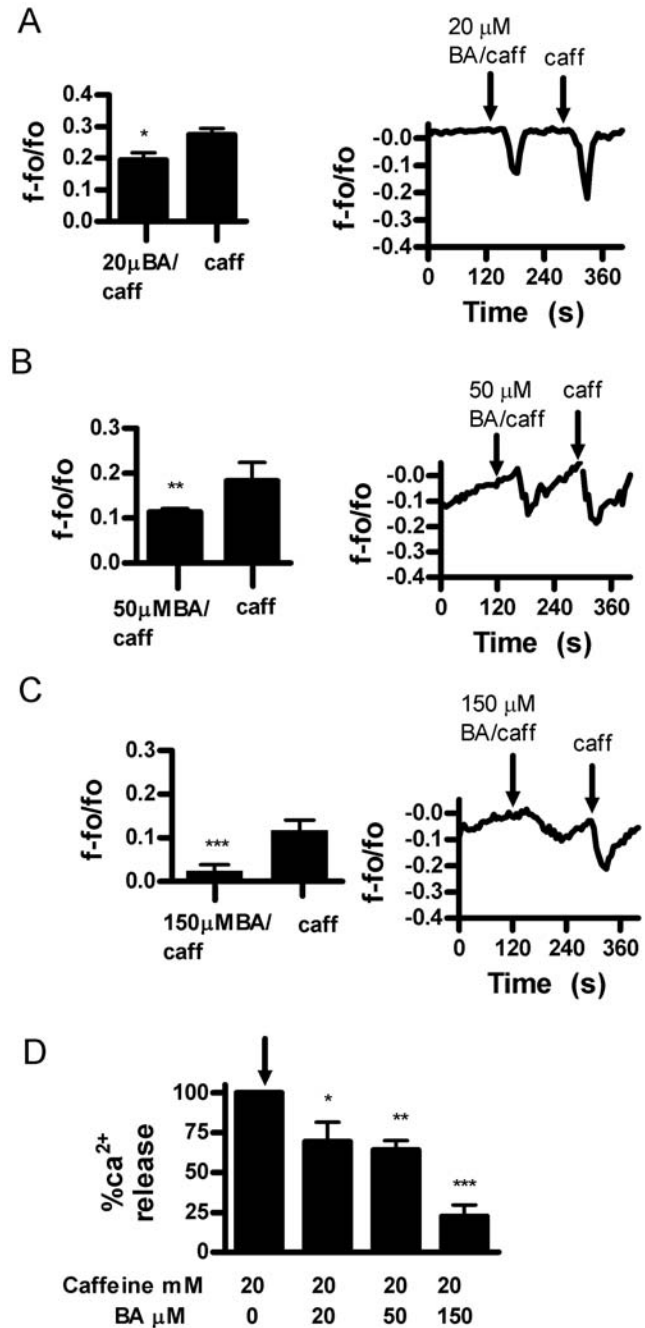 A
20 µM
BA/caff
caff
f-fo/fo
0.4
0.3
0.2
0.1
0.0
*
20µBA/
caff
caff
f-fo/fo
-0.0
-0.1
-0.2
-0.3
-0.4
0 120 240 360
Time (s)
B
50 µM
BA/caff
caff
f-fo/fo
0.3
0.2
0.1
0.0
**
50µMBA/
caff
caff
f-fo/fo
-0.0
-0.1
-0.2
-0.3
-0.4
0 120 240 360
Time (s)
C
150 µM
BA/caff
caff
f-fo/fo
0.3
0.2
0.1
0.0
***
150µMBA/
caff
caff
f-fo/fo
-0.0
-0.1
-0.2
-0.3
-0.4
0 120 240 360
Time (s)
D
%ca²⁺
release
100
75
50
25
0
* ** ***
Caffeine mM 20 20 20 20
BA µM 0 20 50 150